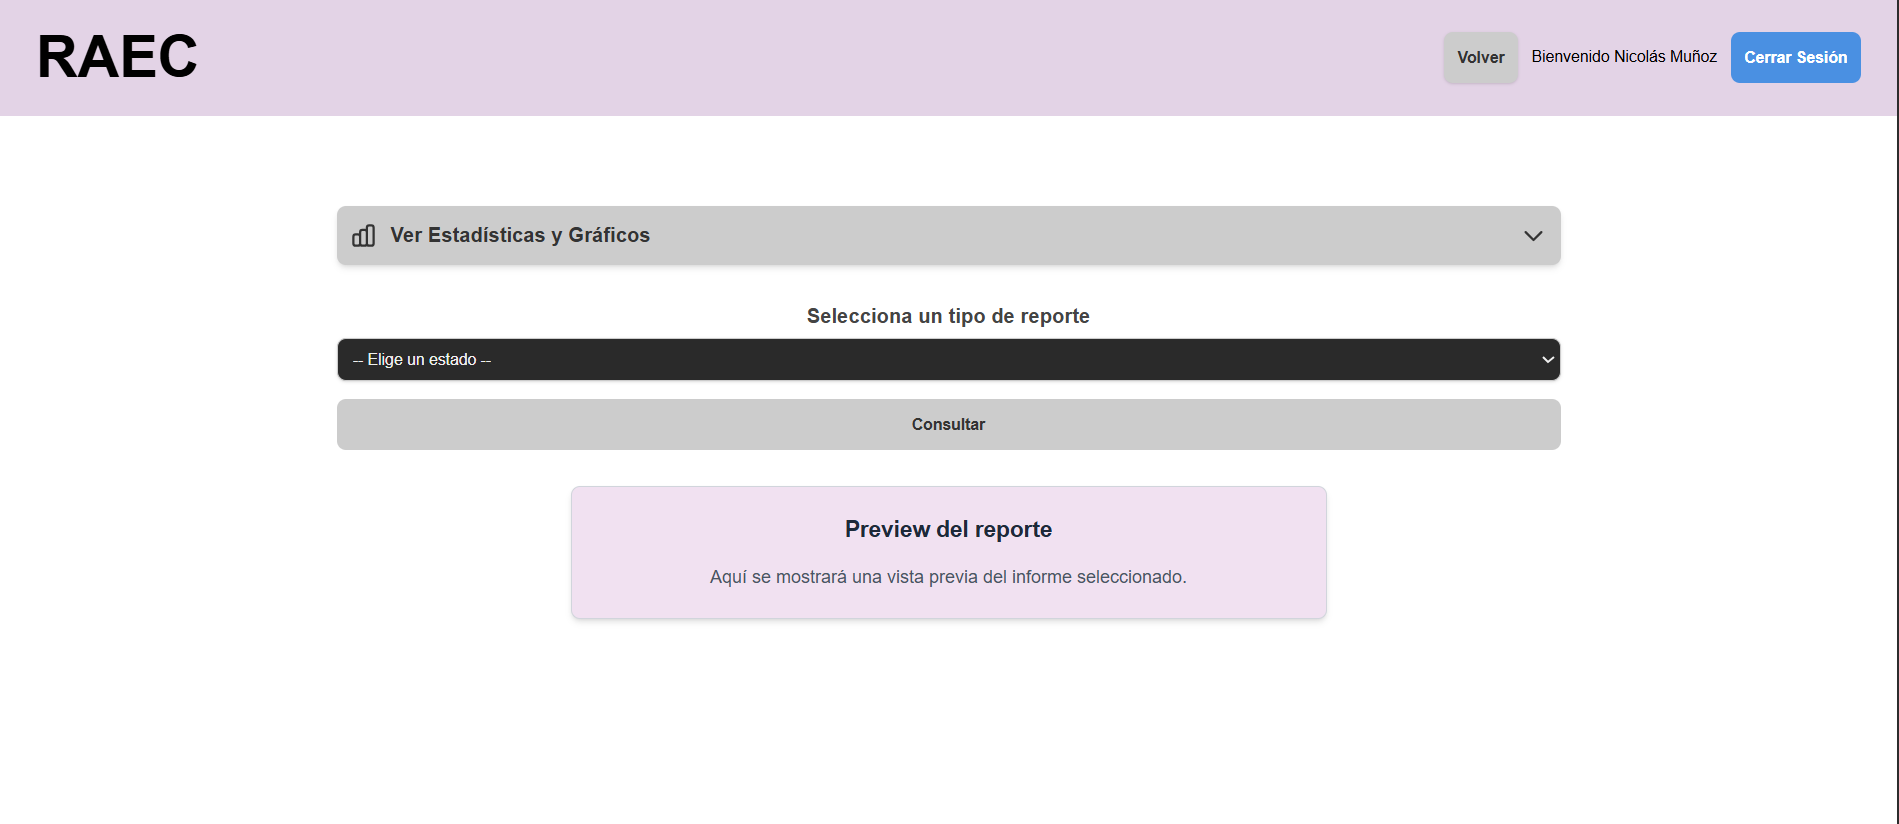 RAEC
Volver
Bienvenido Nicolás Muñoz
Cerrar Sesión
Ver Estadísticas y Gráficos
Selecciona un tipo de reporte
-- Elige un estado --
Consultar
Preview del reporte
Aquí se mostrará una vista previa del informe seleccionado.